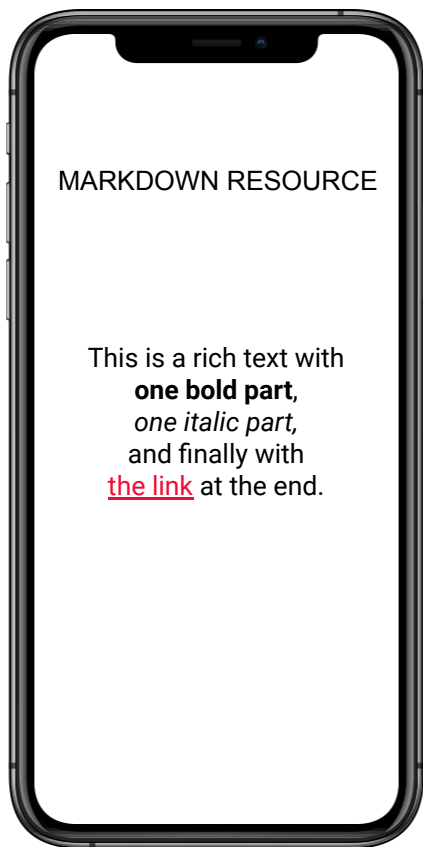 MARKDOWN RESOURCE
This is a rich text with
one bold part,
one italic part,
and finally with
the link at the end.